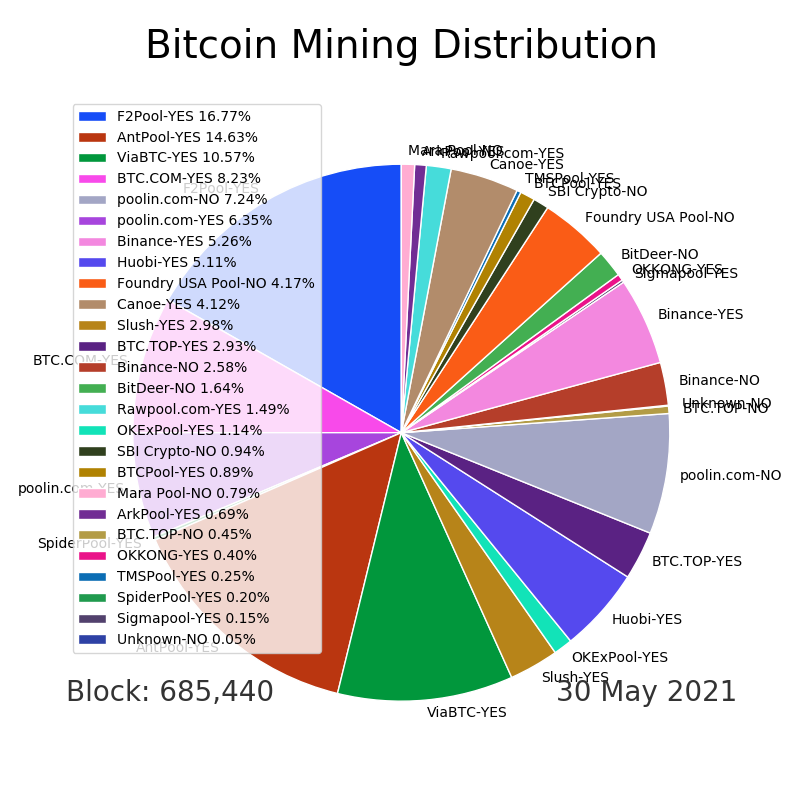 Bitcoin Mining Distribution
F2Pool-YES 16.77%
AntPool-YES 14.63%
ViaBTC-YES 10.57%
BTC.COM-YES 8.23%
poolin.com-NO 7.24%
poolin.com-YES 6.35%
Binance-YES 5.26%
Huobi-YES 5.11%
Foundry USA Pool-NO 4.17%
Canoe-YES 4.12%
Slush-YES 2.98%
BTC.TOP-YES 2.93%
Binance-NO 2.58%
BitDeer-NO 1.64%
Rawpool.com-YES 1.49%
OKExPool-YES 1.14%
SBI Crypto-NO 0.94%
BTCPool-YES 0.89%
Mara Pool-NO 0.79%
ArkPool-YES 0.69%
BTC.TOP-NO 0.45%
OKKONG-YES 0.40%
TMSPool-YES 0.25%
SpiderPool-YES 0.20%
Sigmapool-YES 0.15%
Unknown-NO 0.05%
Mara Pool-NO
ArkPool-YES
Rawpool.com-YES
Canoe-YES
TMSPool-YES
BTCPool-YES
SBI Crypto-NO
Foundry USA Pool-NO
BitDeer-NO
OKKONG-YES
Sigmapool-YES
Binance-YES
Binance-NO
Unknown-NO
BTC.TOP-NO
poolin.com-NO
BTC.TOP-YES
Huobi-YES
OKExPool-YES
Slush-YES
ViaBTC-YES
AntPool-YES
SpiderPool-YES
poolin.com-YES
BTC.COM-YES
F2Pool-YES
Block: 685,440
30 May 2021